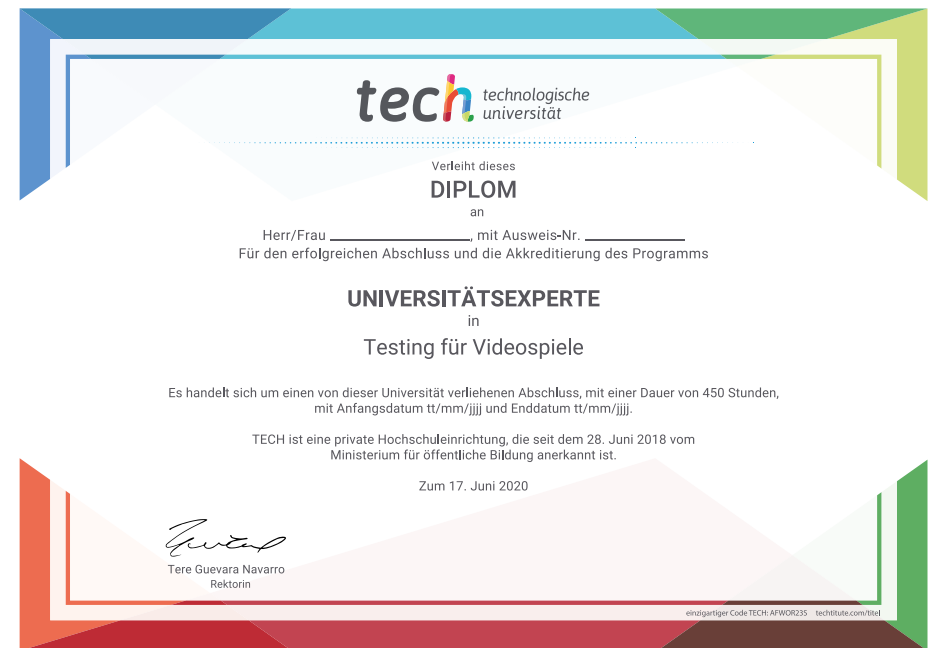 tech technologische
universität
Verleiht dieses
DIPLOM
an
Herr/Frau ____________, mit Ausweis-Nr. ____________
Für den erfolgreichen Abschluss und die Akkreditierung des Programms
UNIVERSITÄTSEXPERTE
in
Testing für Videospiele
Es handelt sich um einen von dieser Universität verliehenen Abschluss, mit einer Dauer von 450 Stunden,
mit Anfangsdatum tt/mm/jjjj und Enddatum tt/mm/jjjj.
TECH ist eine private Hochschuleinrichtung, die seit dem 28. Juni 2018 vom
Ministerium für öffentliche Bildung anerkannt ist.
Zum 17. Juni 2020
Tere Guevara Navarro
Rektorin
einzigartiger Code TECH: AFWOR23S techtitute.com/titel